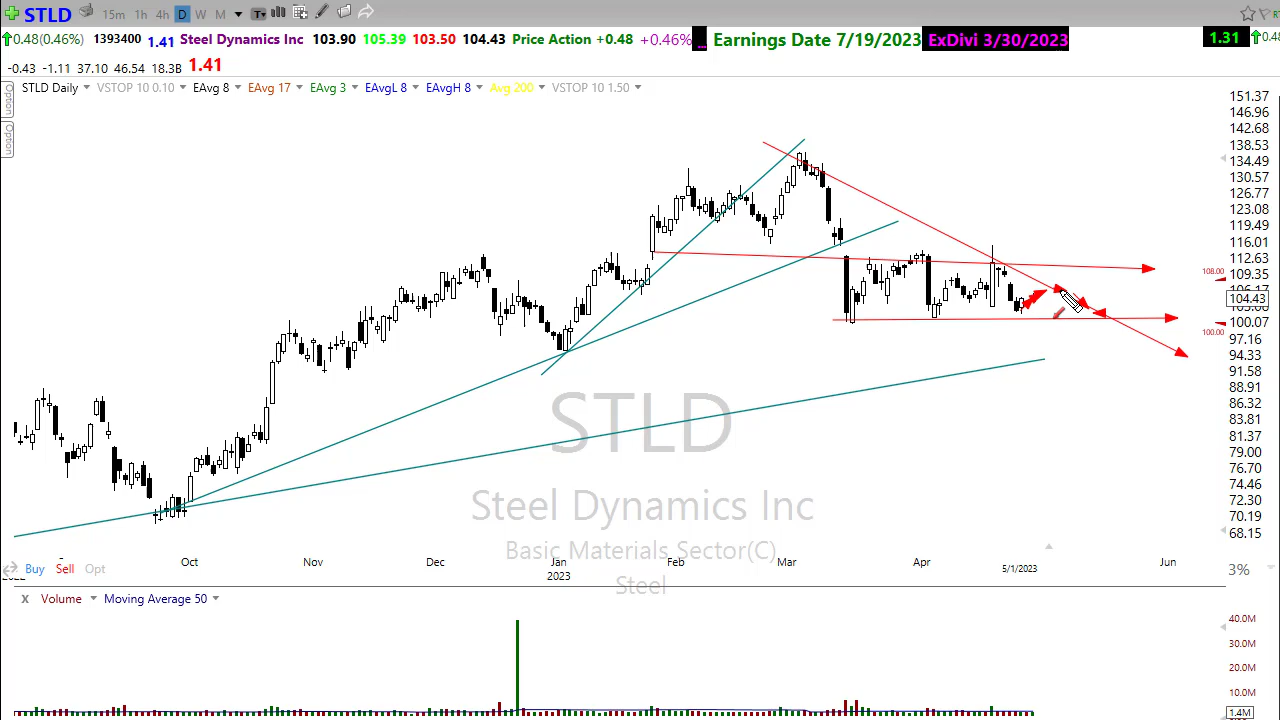 STLD 15m 1h 4h D W M T
0.48(0.46%) 1393400 1.41 Steel Dynamics Inc 103.90 105.39 103.50 104.43 Price Action +0.48 +0.46% ... Earnings Date 7/19/2023 ExDivi 3/30/2023 1.31
-0.43 -1.11 37.10 46.54 18.3B 1.41
Option
Option
STLD Daily VSTOP 10 0.10 EAvg 8 EAvg 17 EAvg 3 EAvgL 8 EAvgH 8 Avg 200 VSTOP 10 1.50
151.37
146.96
142.68
138.53
134.49
130.57
126.77
123.08
119.49
116.01
112.63
109.35
108.00
106.17
104.43
100.07
100.00
97.16
94.33
91.58
88.91
86.32
83.81
81.37
79.00
76.70
74.46
72.30
70.19
68.15
STLD
Steel Dynamics Inc
Basic Materials Sector(C)
Steel
Oct Nov Dec Jan Feb Mar Apr 5/1/2023 Jun
2023
Buy Sell Opt
3%
X Volume Moving Average 50
40.0M
30.0M
20.0M
10.0M
1.4M